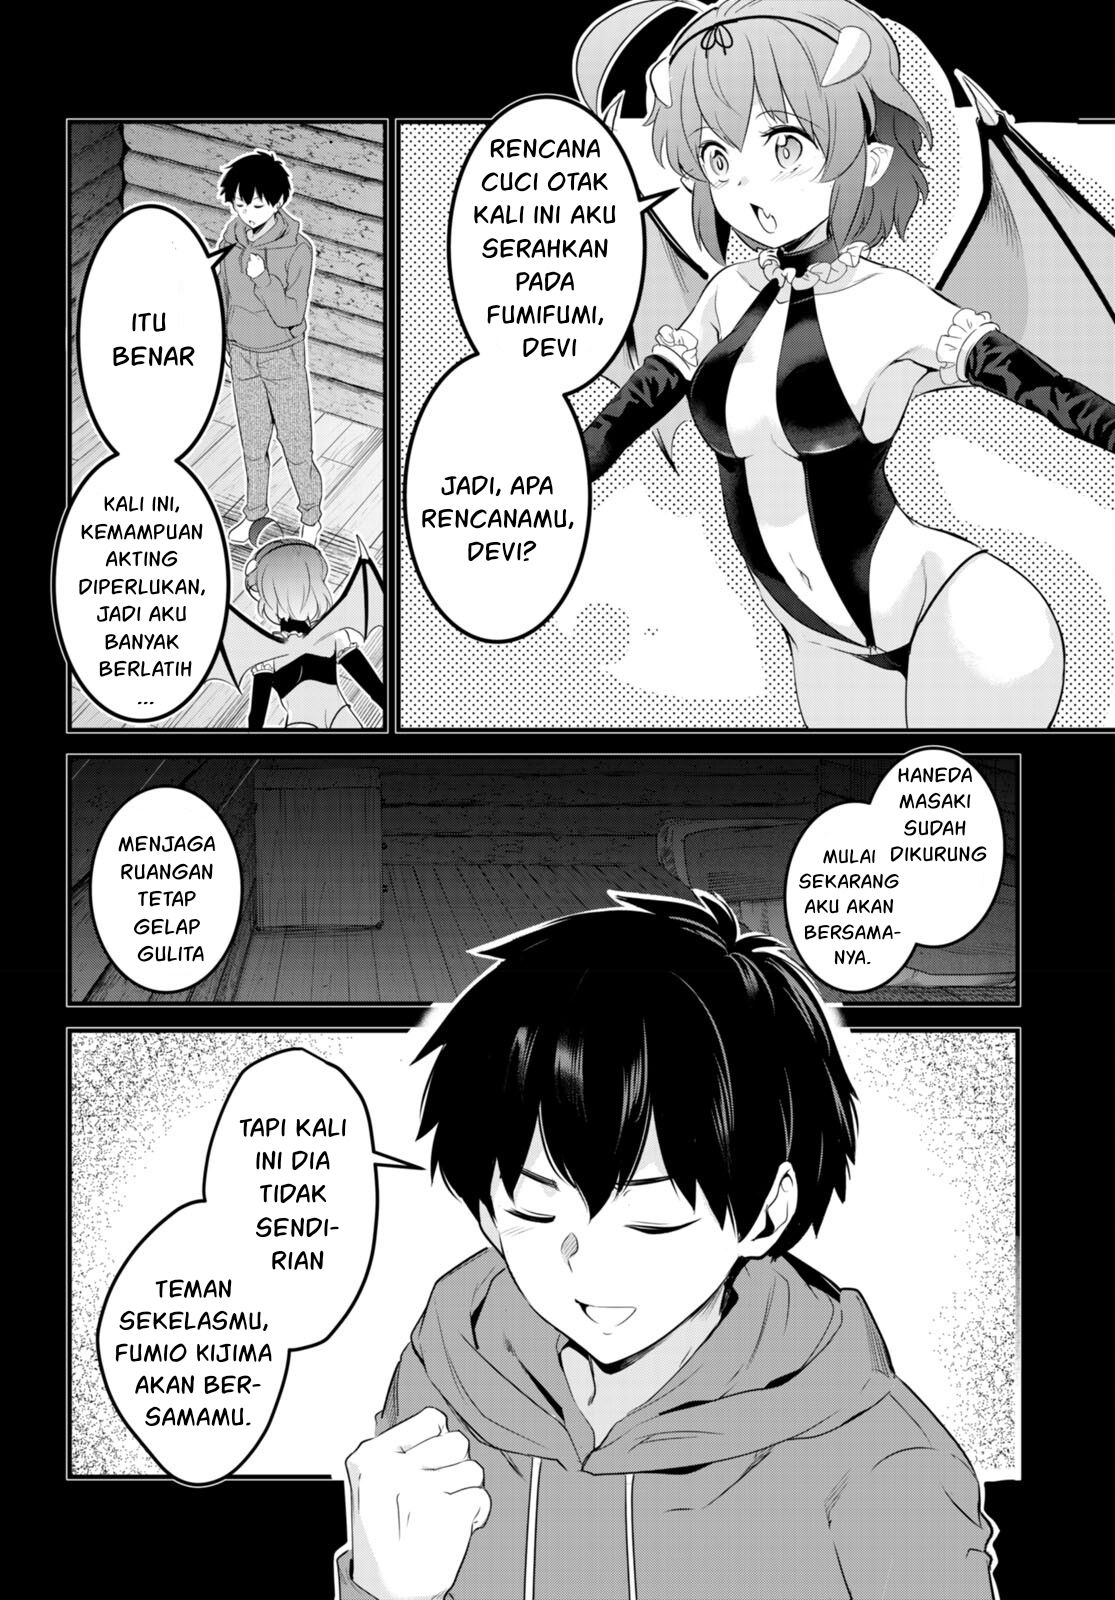 RENCANA
CUCI OTAK
KALI INI AKU
SERAHKAN
PADA
FUMIFUMI,
DEVI
JADI, APA
RENCANAMU,
DEVI?
ITU
BENAR
KALI INI,
KEMAMPUAN
AKTING
DIPERLUKAN,
JADI AKU
BANYAK
BERLATIH
...
HANEDA
MASAKI
SUDAH
DIKURUNG
MULAI
SEKARANG
AKU AKAN
BERSAMA-
NYA.
MENJAGA
RUANGAN
TETAP
GELAP
GULITA
TAPI KALI
INI DIA
TIDAK
SENDI-
RIAN
TEMAN
SEKELASMU,
FUMIO KIJIMA
AKAN BER-
SAMAMU.